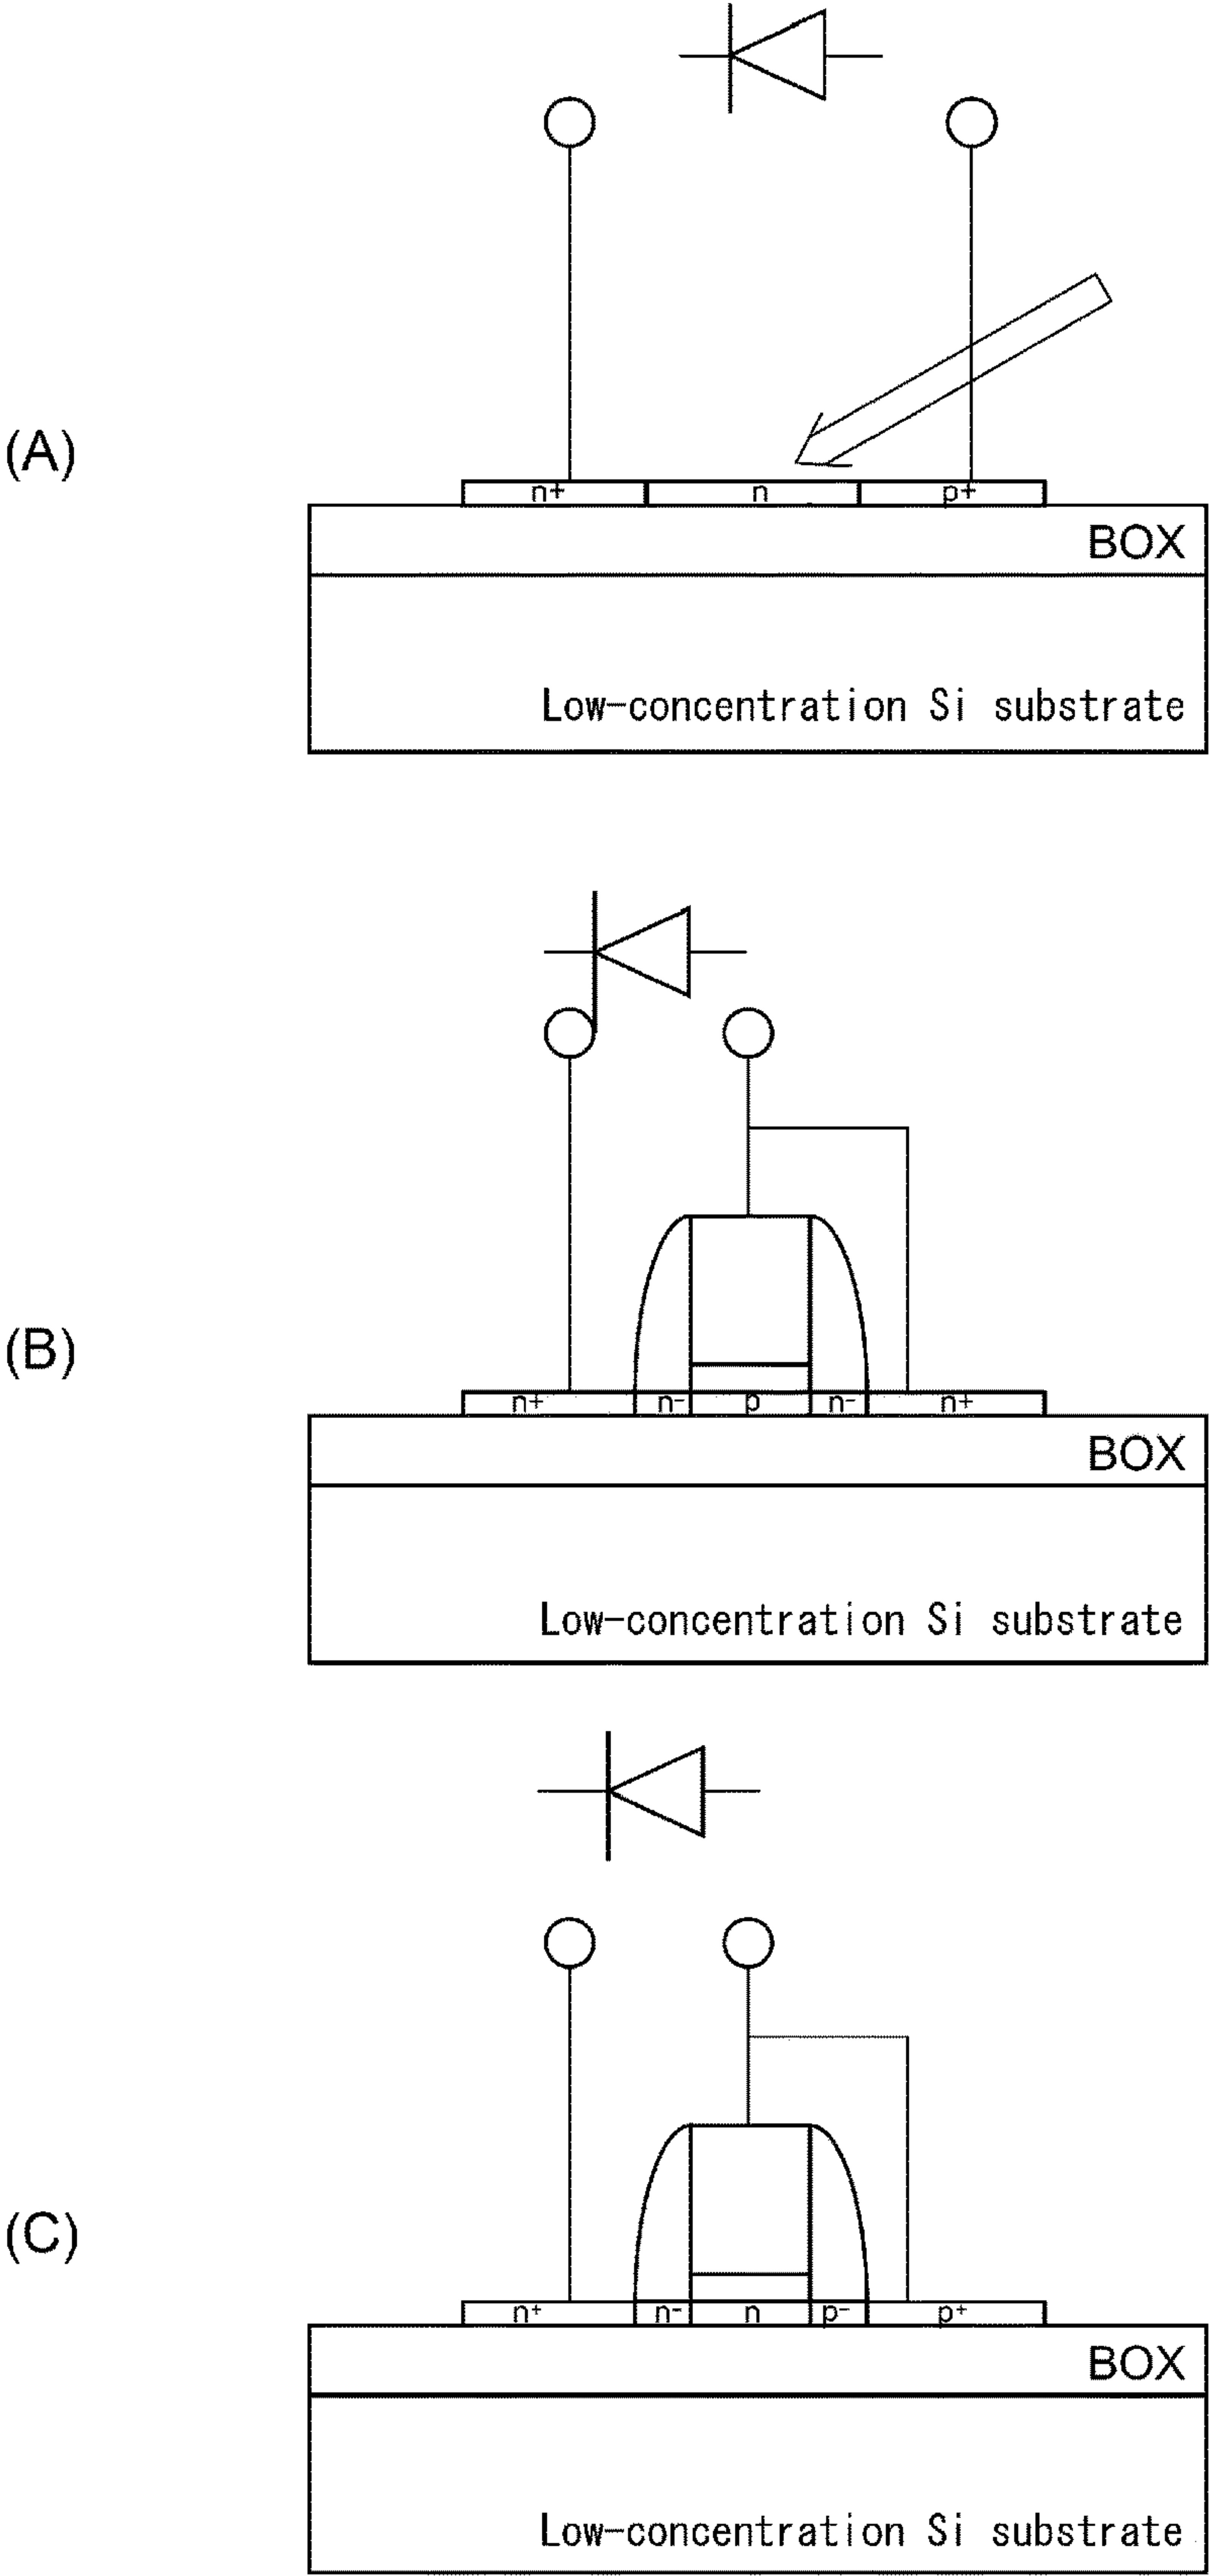 (A)
n+ n p+
BOX
Low-concentration Si substrate
(B)
n+ n- p n- n+
BOX
Low-concentration Si substrate
(C)
n+ n- n p- p+
BOX
Low-concentration Si substrate